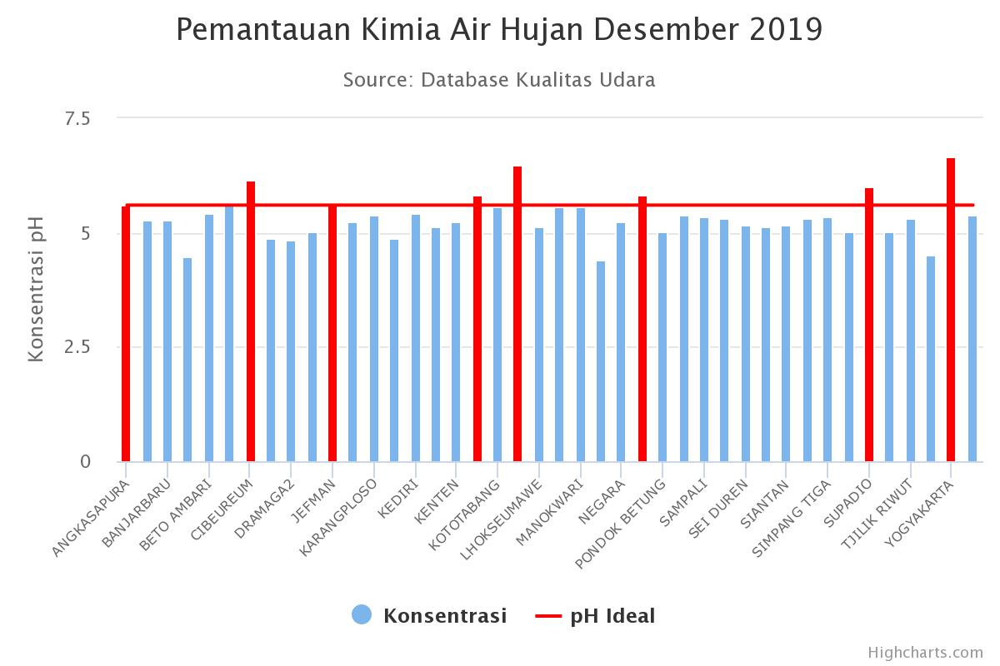 Pemantauan Kimia Air Hujan Desember 2019
Source: Database Kualitas Udara
Konsentrasi pH
7.5
5
2.5
0
ANGKASAPURA
BANJARBARU
BETO AMBARI
CIBEUREUM
DRAMAGA2
JEFMAN
KARANGPLOSO
KEDIRI
KENTEN
KOTOTABANG
LHOKSEUMAWE
MANOKWARI
NEGARA
PONDOK BETUNG
SAMPALI
SEI DUREN
SIANTAN
SIMPANG TIGA
SUPADIO
TJILIK RIWUT
YOGYAKARTA
Konsentrasi
pH Ideal
Highcharts.com